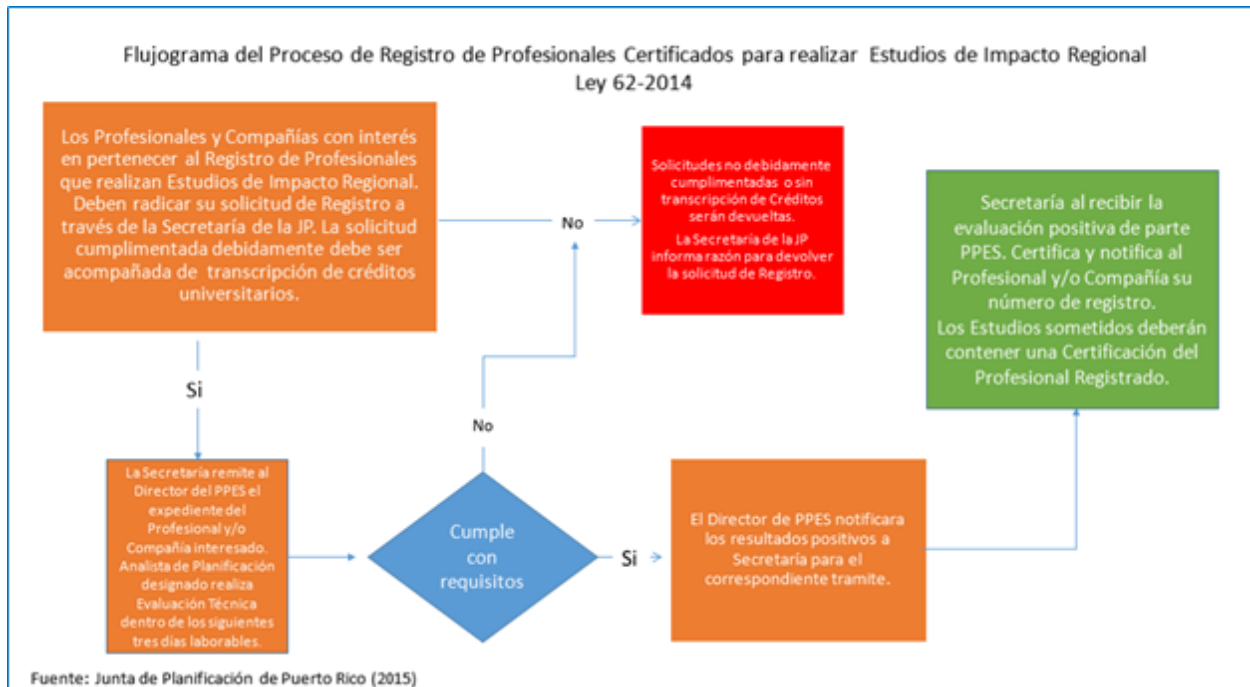 Flujograma del Proceso de Registro de Profesionales Certificados para realizar Estudios de Impacto Regional
Ley 62-2014
Los Profesionales y Compañías con interés
en pertenecer al Registro de Profesionales
que realizan Estudios de Impacto Regional.
Deben radicar su solicitud de Registro a
través de la Secretaría de la JP. La solicitud
cumplimentada debidamente debe ser
acompañada de transcripción de créditos
universitarios.
No
Solicitudes no debidamente
cumplimentadas o sin
transcripción de Créditos
serán devueltas.
La Secretaría de la JP
informa razón para devolver
la solicitud de Registro.
Secretaría al recibir la
evaluación positiva de parte
PPES. Certifica y notifica al
Profesional y/o Compañía su
número de registro.
Los Estudios sometidos deberán
contener una Certificación del
Profesional Registrado.
Si
No
La Secretaría remite al
Director del PPES el
expediente del
Profesional y/o
Compañía interesado.
Analista de Planificación
designado realiza
Evaluación Técnica
dentro de los siguientes
tres días laborables.
Cumple
con
requisitos
Si
El Director de PPES notificara
los resultados positivos a
Secretaría para el
correspondiente tramite.
Fuente: Junta de Planificación de Puerto Rico (2015)